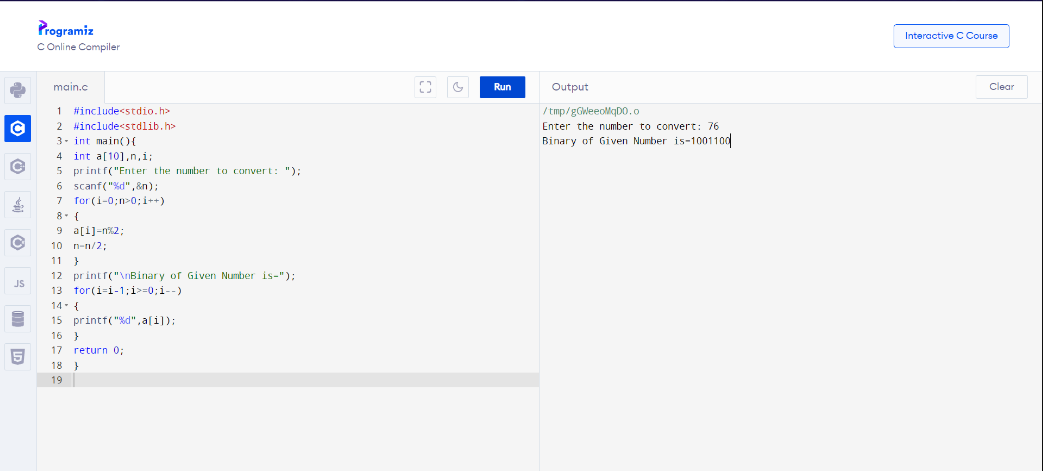 Programiz
C Online Compiler
Interactive C Course
main.c
Run
Output
Clear
1 #include<stdio.h>
2 #include<stdlib.h>
3 int main(){
4 int a[10],n,i;
5 printf("Enter the number to convert: ");
6 scanf("%d",&n);
7 for(i=0;n>0;i++)
8 {
9 a[i]=n%2;
10 n=n/2;
11 }
12 printf("\nBinary of Given Number is=");
13 for(i=i-1;i>=0;i--)
14 {
15 printf("%d",a[i]);
16 }
17 return 0;
18 }
19
/tmp/gGWeeoMqDO.o
Enter the number to convert: 76
Binary of Given Number is=1001100
JS